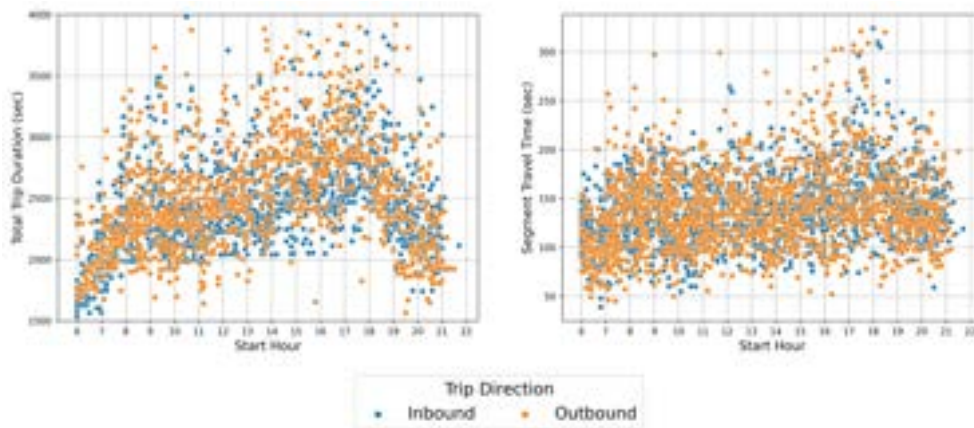 Total Trip Duration (sec)
4000
3500
3000
2500
2000
1500
6 7 8 9 10 11 12 13 14 15 16 17 18 19 20 21 22
Start Hour
Segment Travel Time (sec)
300
250
200
150
100
50
6 7 8 9 10 11 12 13 14 15 16 17 18 19 20 21 22
Start Hour
Trip Direction
Inbound Outbound